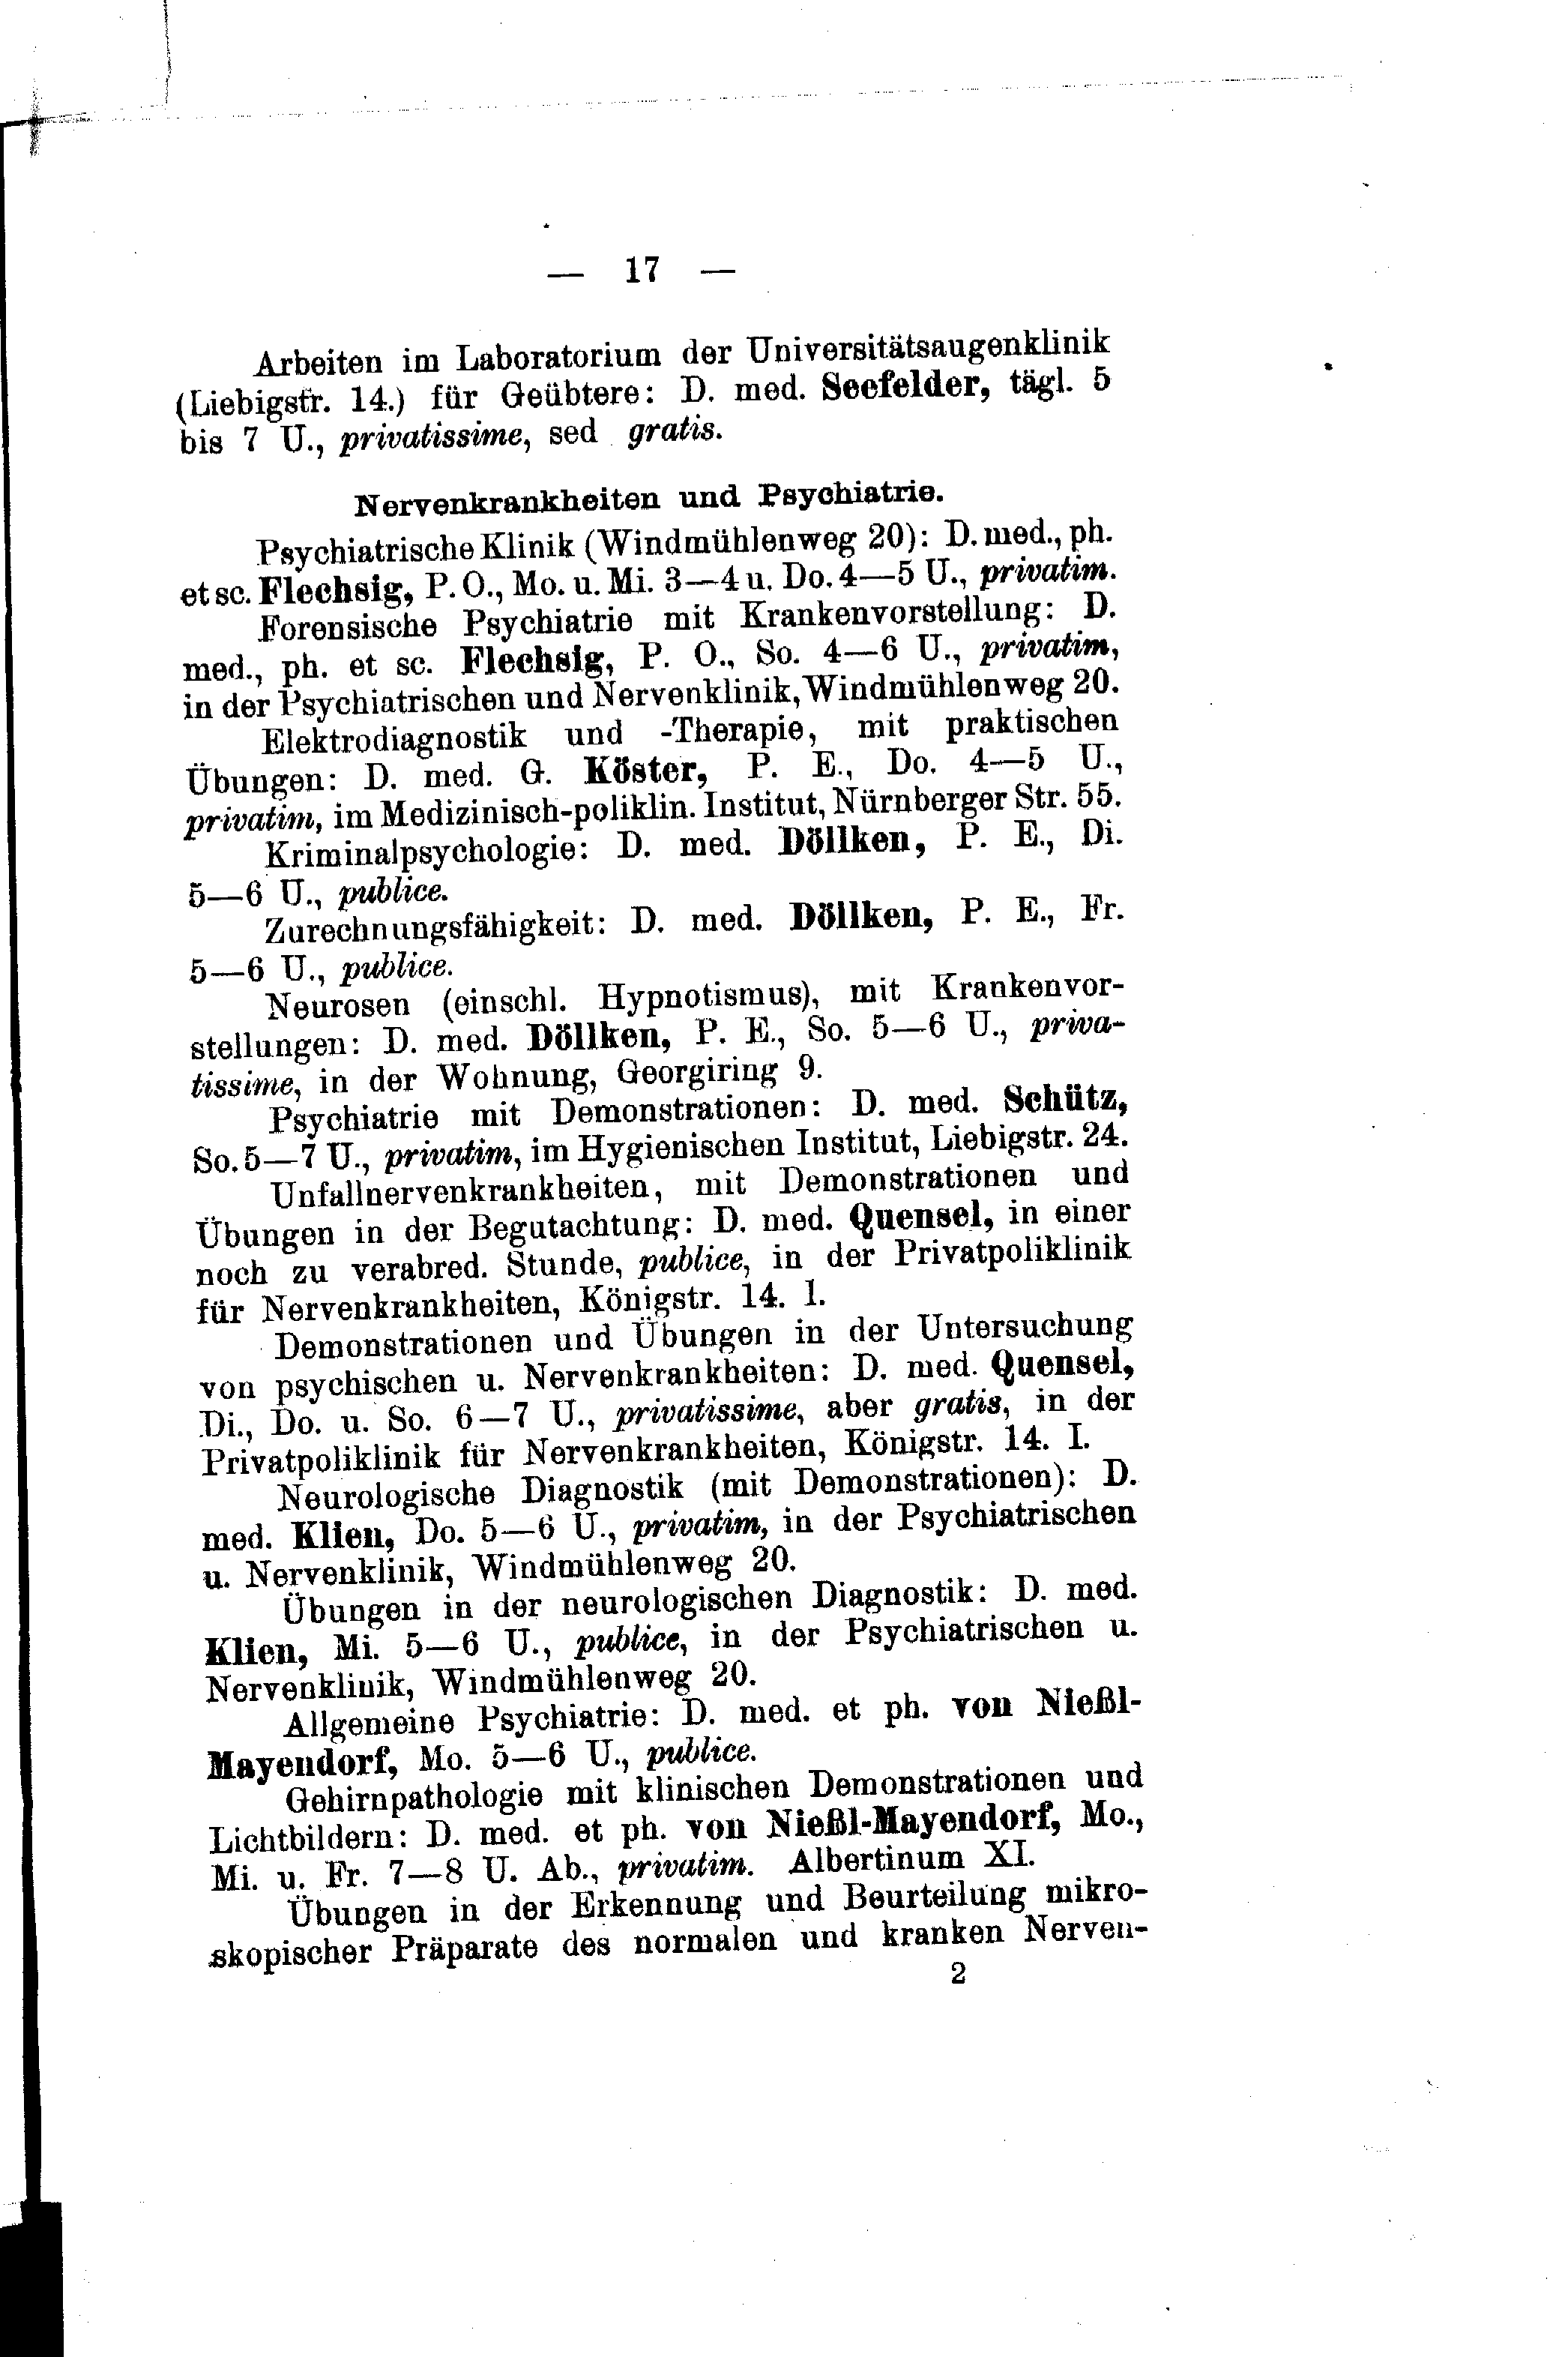 — 17 —
Arbeiten im Laboratorium der Universitätsaugenklinik
(Liebigstr. 14.) für Geübtere: D. med. Seefelder, tägl. 5
bis 7 U., privatissime, sed gratis.
Nervenkrankheiten und Psychiatrie.
Psychiatrische Klinik (Windmühlenweg 20): D. med., ph.
et sc. Flechsig, P. O., Mo. u. Mi. 3—4 u. Do. 4—5 U., privatim.
Forensische Psychiatrie mit Krankenvorstellung: D.
med., ph. et sc. Flechsig, P. O., So. 4—6 U., privatim,
in der Psychiatrischen und Nervenklinik, Windmühlenweg 20.
Elektrodiagnostik und -Therapie, mit praktischen
Übungen: D. med. G. Köster, P. E., Do. 4—5 U.,
privatim, im Medizinisch-poliklin. Institut, Nürnberger Str. 55.
Kriminalpsychologie: D. med. Döllken, P. E., Di.
5—6 U., publice.
Zurechnungsfähigkeit: D. med. Döllken, P. E., Fr.
5—6 U., publice.
Neurosen (einschl. Hypnotismus), mit Krankenvor-
stellungen: D. med. Döllken, P. E., So. 5—6 U., priva-
tissime, in der Wohnung, Georgiring 9.
Psychiatrie mit Demonstrationen: D. med. Schütz,
So. 5—7 U., privatim, im Hygienischen Institut, Liebigstr. 24.
Unfallnervenkrankheiten, mit Demonstrationen und
Übungen in der Begutachtung: D. med. Quensel, in einer
noch zu verabred. Stunde, publice, in der Privatpoliklinik
für Nervenkrankheiten, Königstr. 14. I.
Demonstrationen und Übungen in der Untersuchung
von psychischen u. Nervenkrankheiten: D. med. Quensel,
Di., Do. u. So. 6—7 U., privatissime, aber gratis, in der
Privatpoliklinik für Nervenkrankheiten, Königstr. 14. I.
Neurologische Diagnostik (mit Demonstrationen): D.
med. Klien, Do. 5—6 U., privatim, in der Psychiatrischen
u. Nervenklinik, Windmühlenweg 20.
Übungen in der neurologischen Diagnostik: D. med.
Klien, Mi. 5—6 U., publice, in der Psychiatrischen u.
Nervenklinik, Windmühlenweg 20.
Allgemeine Psychiatrie: D. med. et ph. von Nießl-
Mayendorf, Mo. 5—6 U., publice.
Gehirnpathologie mit klinischen Demonstrationen und
Lichtbildern: D. med. et ph. von Nießl-Mayendorf, Mo.,
Mi. u. Fr. 7—8 U. Ab., privatim. Albertinum XI.
Übungen in der Erkennung und Beurteilung mikro-
skopischer Präparate des normalen und kranken Nerven-
2